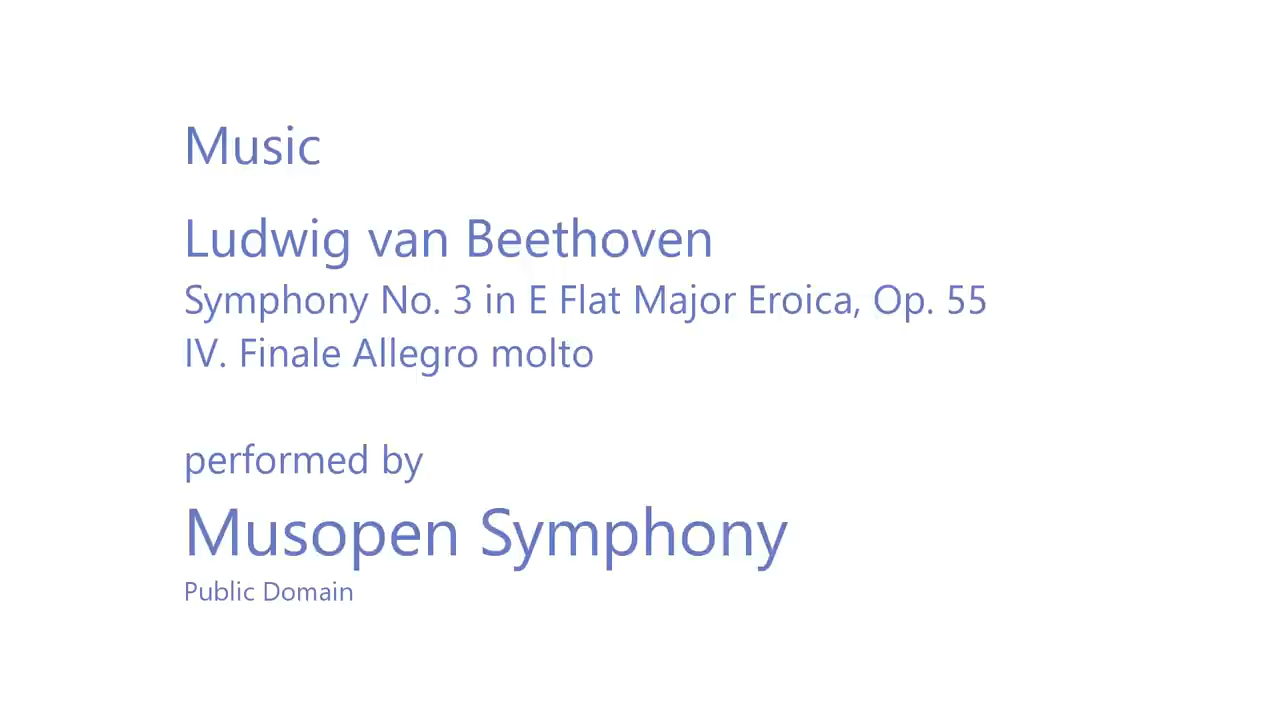 Music
Ludwig van Beethoven
Symphony No. 3 in E Flat Major Eroica, Op. 55
IV. Finale Allegro molto
performed by
Musopen Symphony
Public Domain